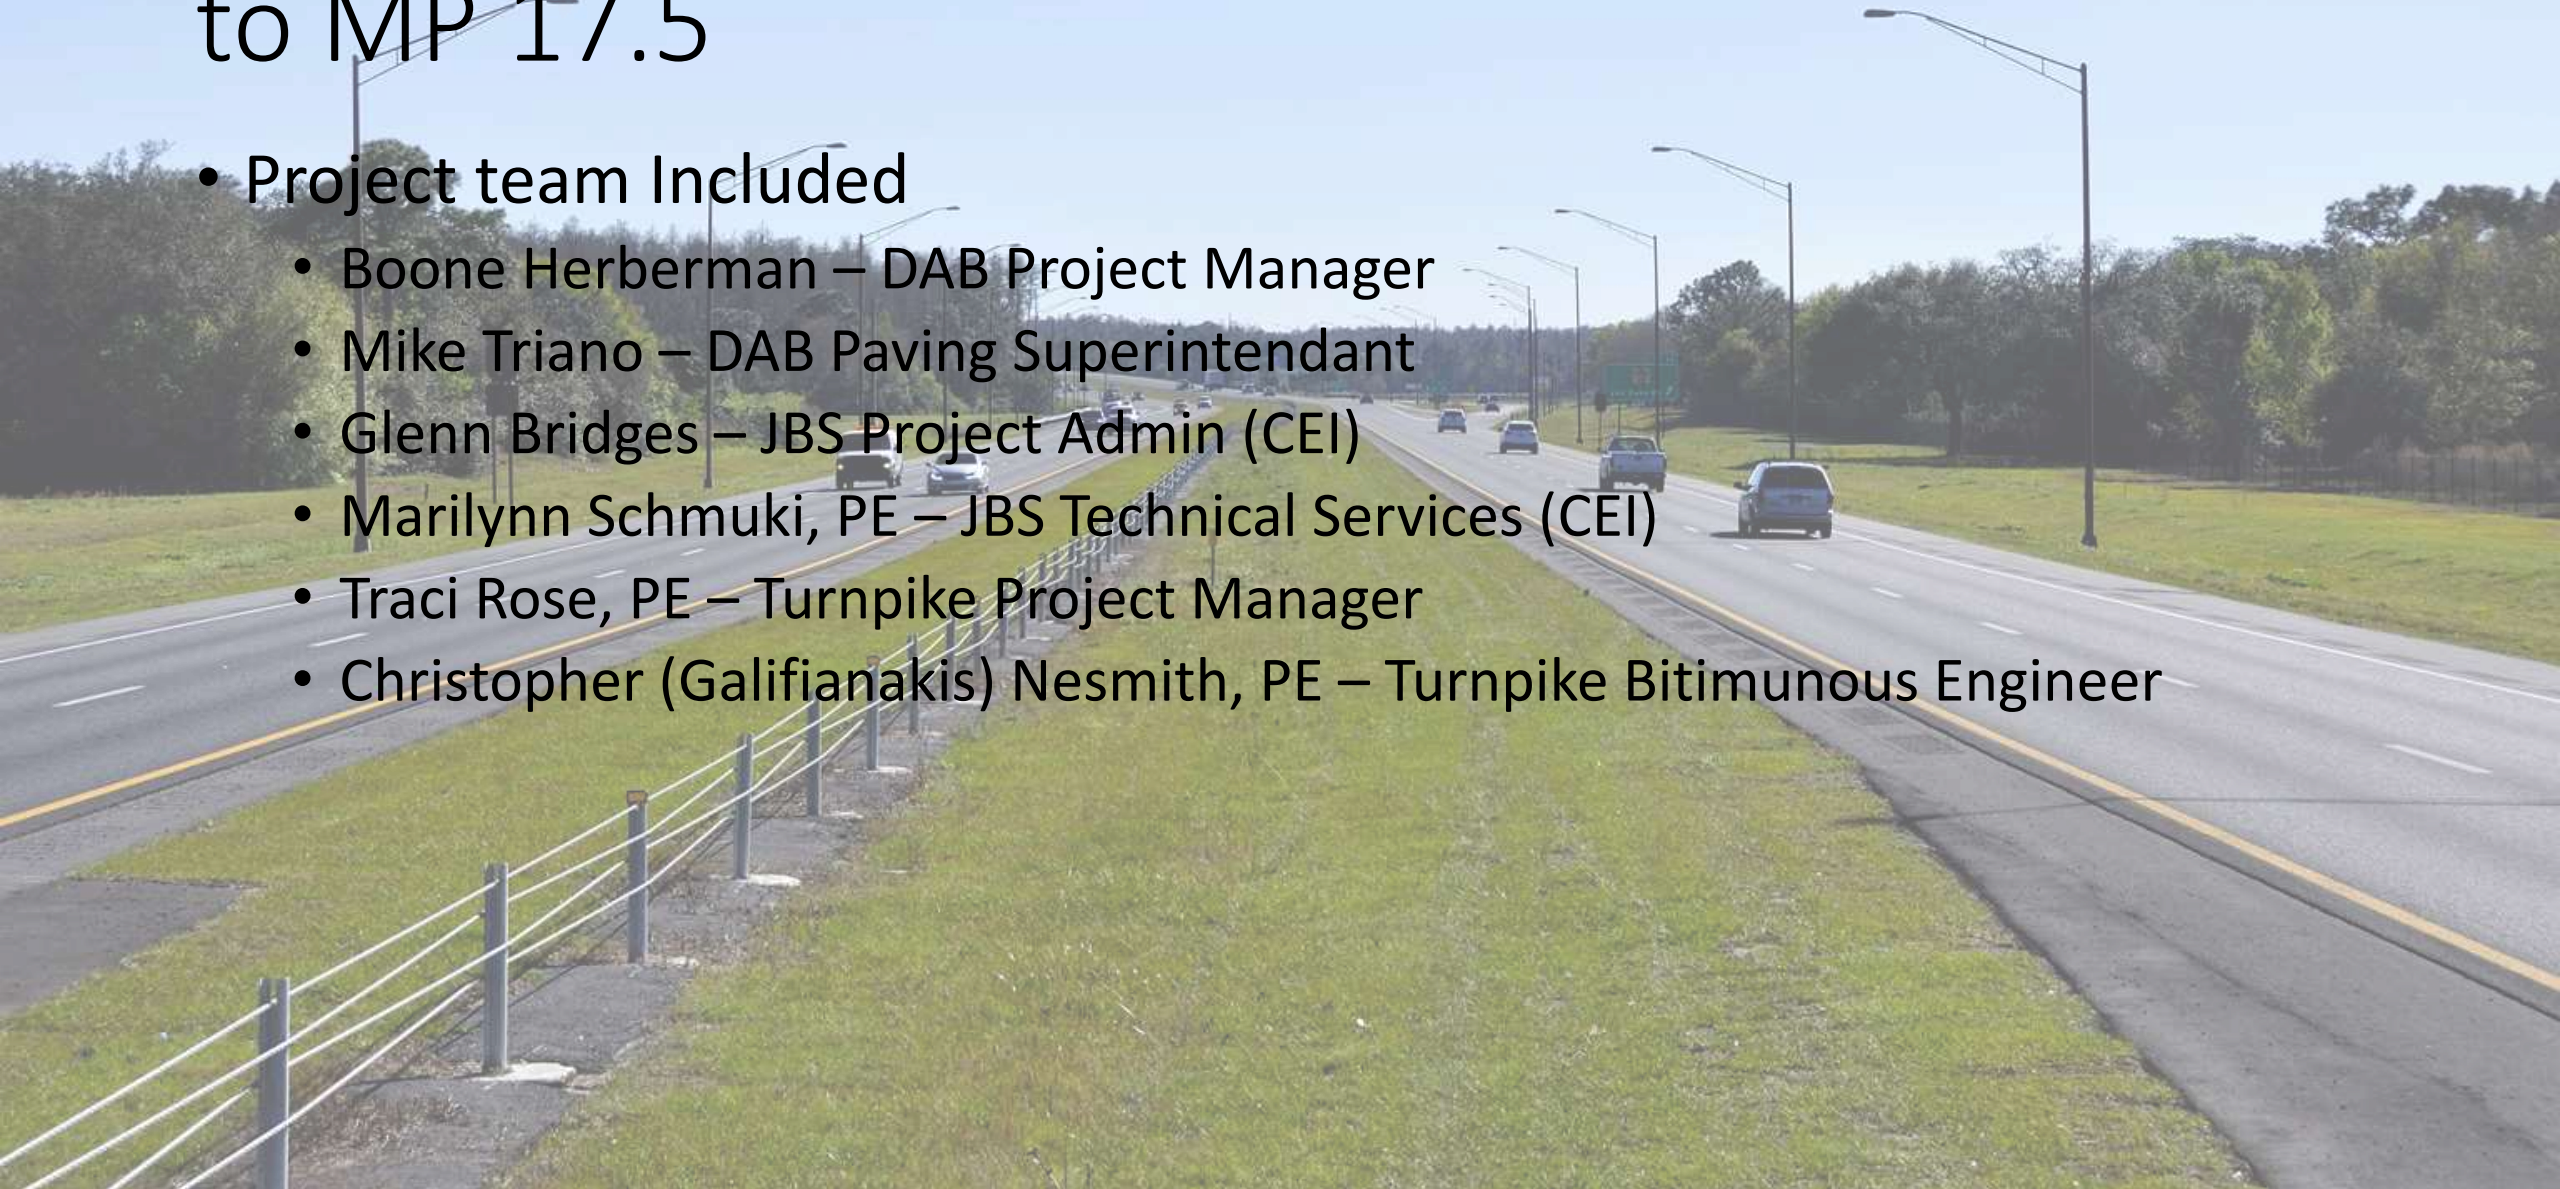 to MP 17.5
• Project team Included
• Boone Herberman – DAB Project Manager
• Mike Triano – DAB Paving Superintendant
• Glenn Bridges – JBS Project Admin (CEI)
• Marilynn Schmuki, PE – JBS Technical Services (CEI)
• Traci Rose, PE – Turnpike Project Manager
• Christopher (Galifianakis) Nesmith, PE – Turnpike Bitimunous Engineer